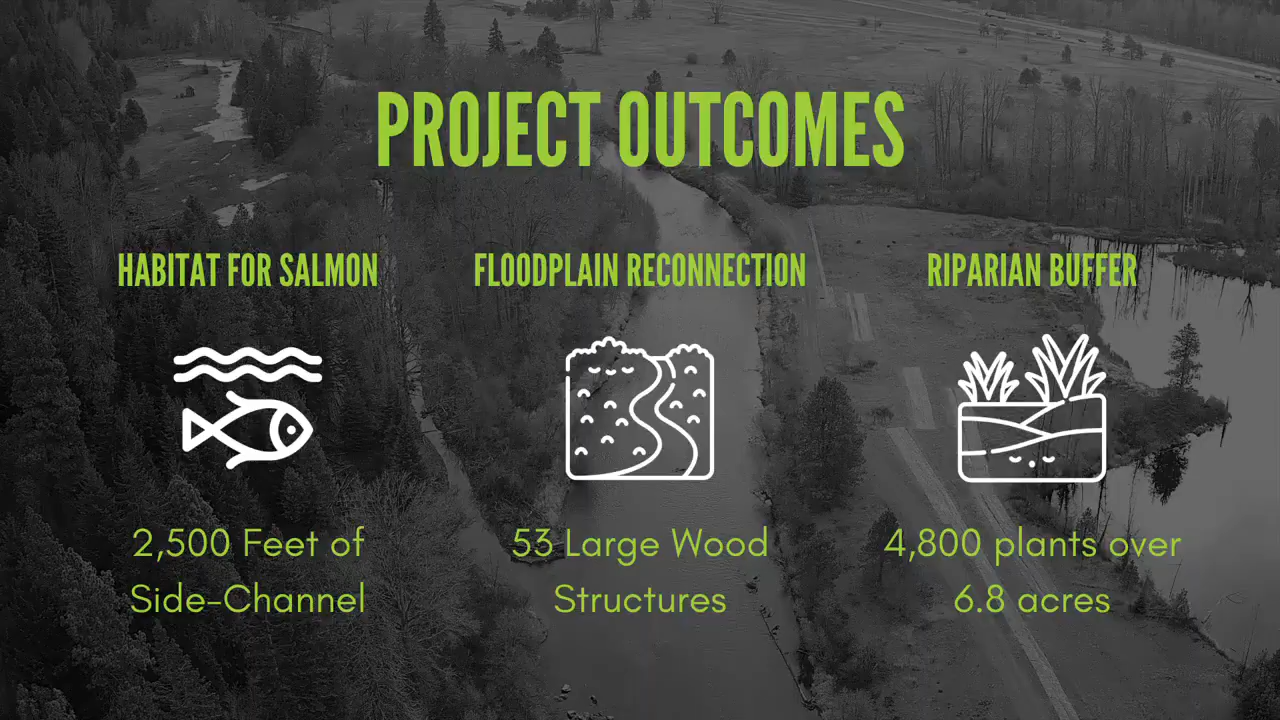 PROJECT OUTCOMES
HABITAT FOR SALMON
2,500 Feet of
Side-Channel
FLOODPLAIN RECONNECTION
53 Large Wood
Structures
RIPARIAN BUFFER
4,800 plants over
6.8 acres